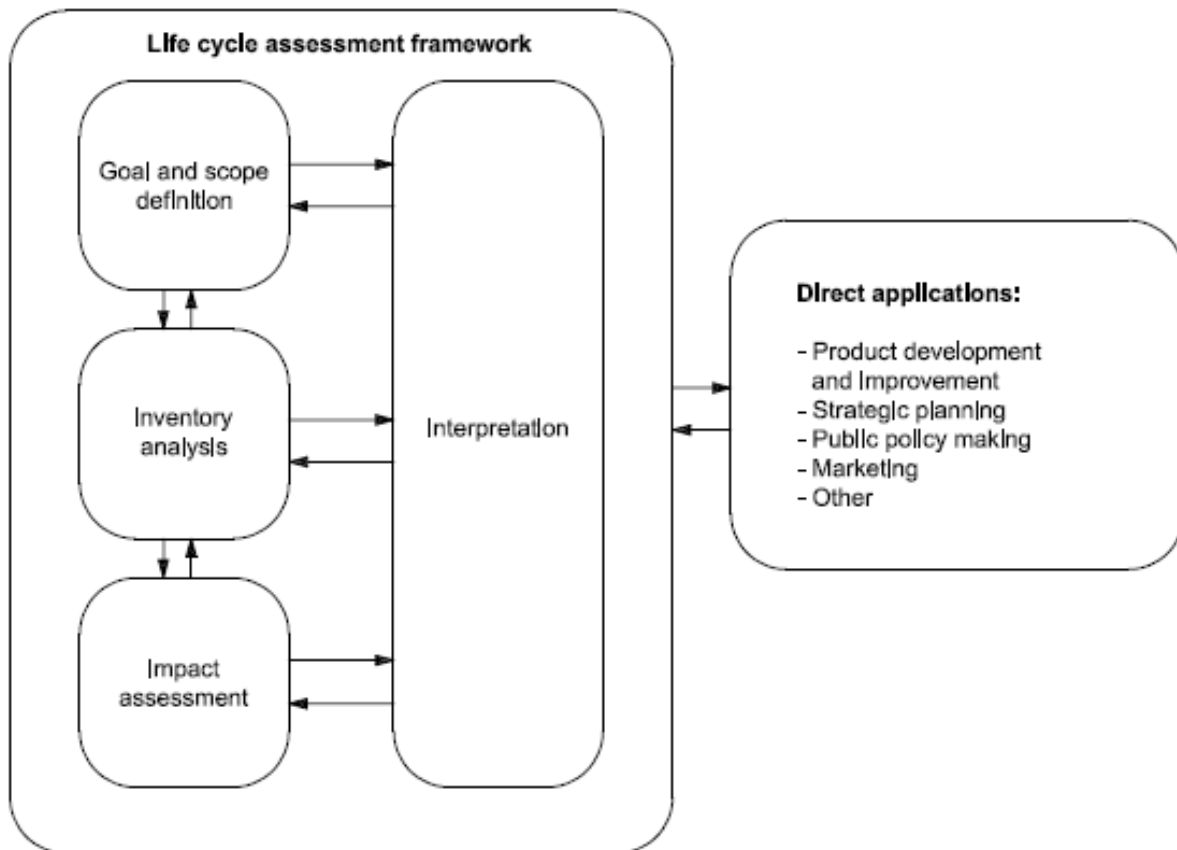 Life cycle assessment framework
Goal and scope
definition
Inventory
analysis
Impact
assessment
Interpretation
Direct applications:
- Product development
and Improvement
- Strategic planning
- Public policy making
- Marketing
- Other